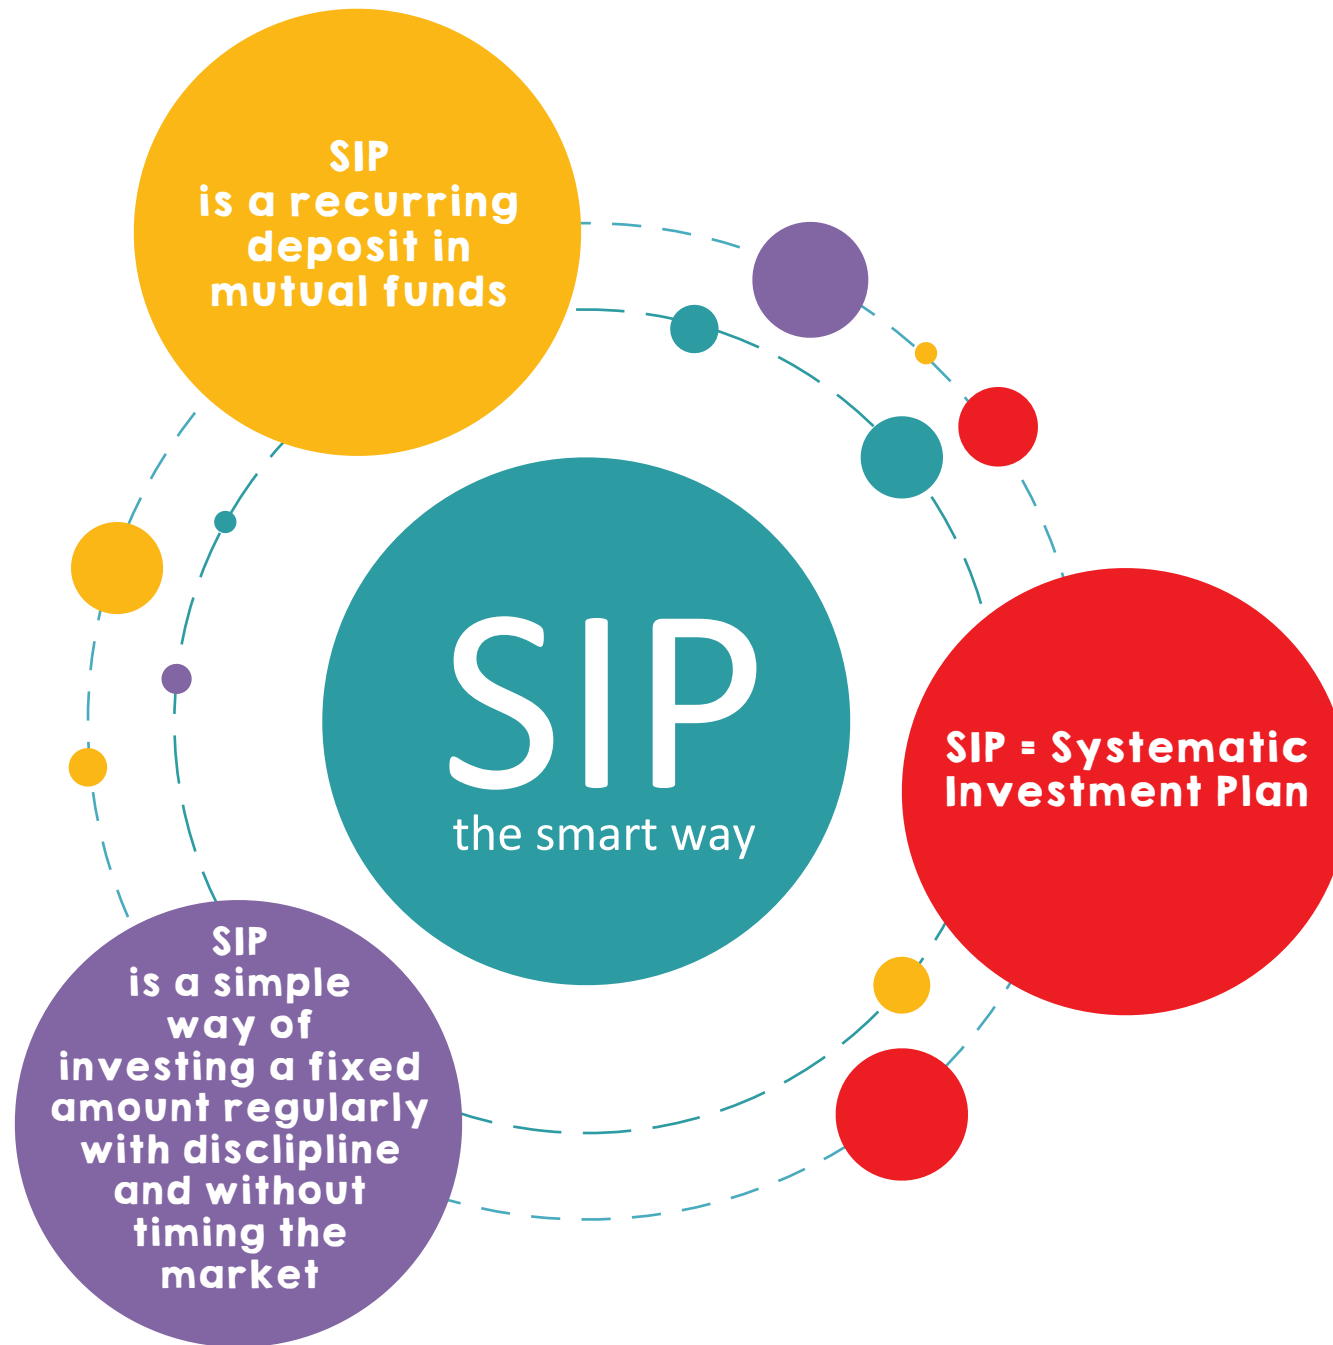 SIP
is a recurring
deposit in
mutual funds
SIP
the smart way
SIP = Systematic
Investment Plan
SIP
is a simple
way of
investing a fixed
amount regularly
with disclipline
and without
timing the
market